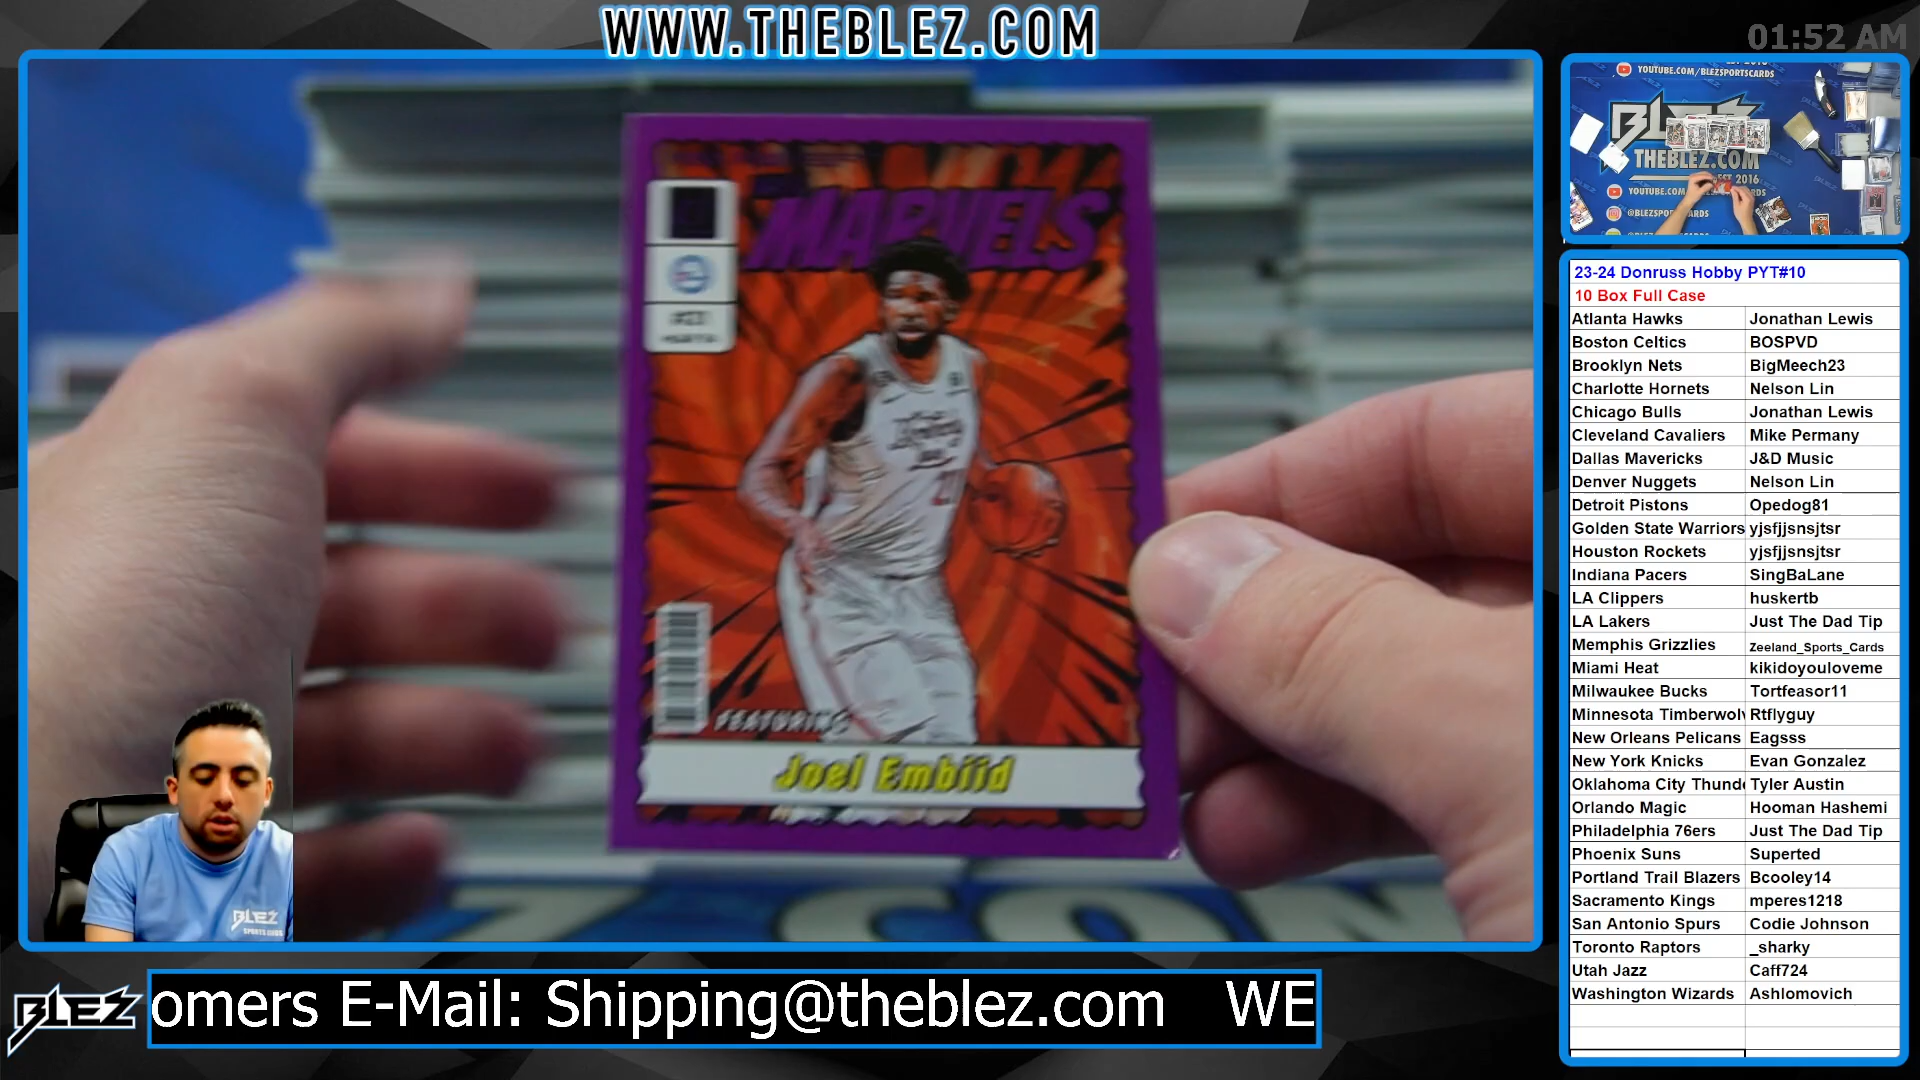 WWW.THEBLEZ.COM
01:52 AM
MARVELS
#21
FEATURING
Joel Embiid
BLEZ
YOUTUBE.COM/BLEZSPORTSCARDS
BLEZ
THEBLEZ.COM
EST 2016
23-24 Donruss Hobby PYT#10
10 Box Full Case
Atlanta Hawks Jonathan Lewis
Boston Celtics BOSPVD
Brooklyn Nets BigMeech23
Charlotte Hornets Nelson Lin
Chicago Bulls Jonathan Lewis
Cleveland Cavaliers Mike Permany
Dallas Mavericks J&D Music
Denver Nuggets Nelson Lin
Detroit Pistons Opedog81
Golden State Warriors yjsfjjsnsjtsr
Houston Rockets yjsfjjsnsjtsr
Indiana Pacers SingBaLane
LA Clippers huskertb
LA Lakers Just The Dad Tip
Memphis Grizzlies Zeeland_Sports_Cards
Miami Heat kikidoyouloveme
Milwaukee Bucks Tortfeasor11
Minnesota Timberwolv Rtflyguy
New Orleans Pelicans Eagsss
New York Knicks Evan Gonzalez
Oklahoma City Thunde Tyler Austin
Orlando Magic Hooman Hashemi
Philadelphia 76ers Just The Dad Tip
Phoenix Suns Superted
Portland Trail Blazers Bcooley14
Sacramento Kings mperes1218
San Antonio Spurs Codie Johnson
Toronto Raptors _sharky
Utah Jazz Caff724
Washington Wizards Ashlomovich
BLEZ
omers E-Mail: Shipping@theblez.com WE